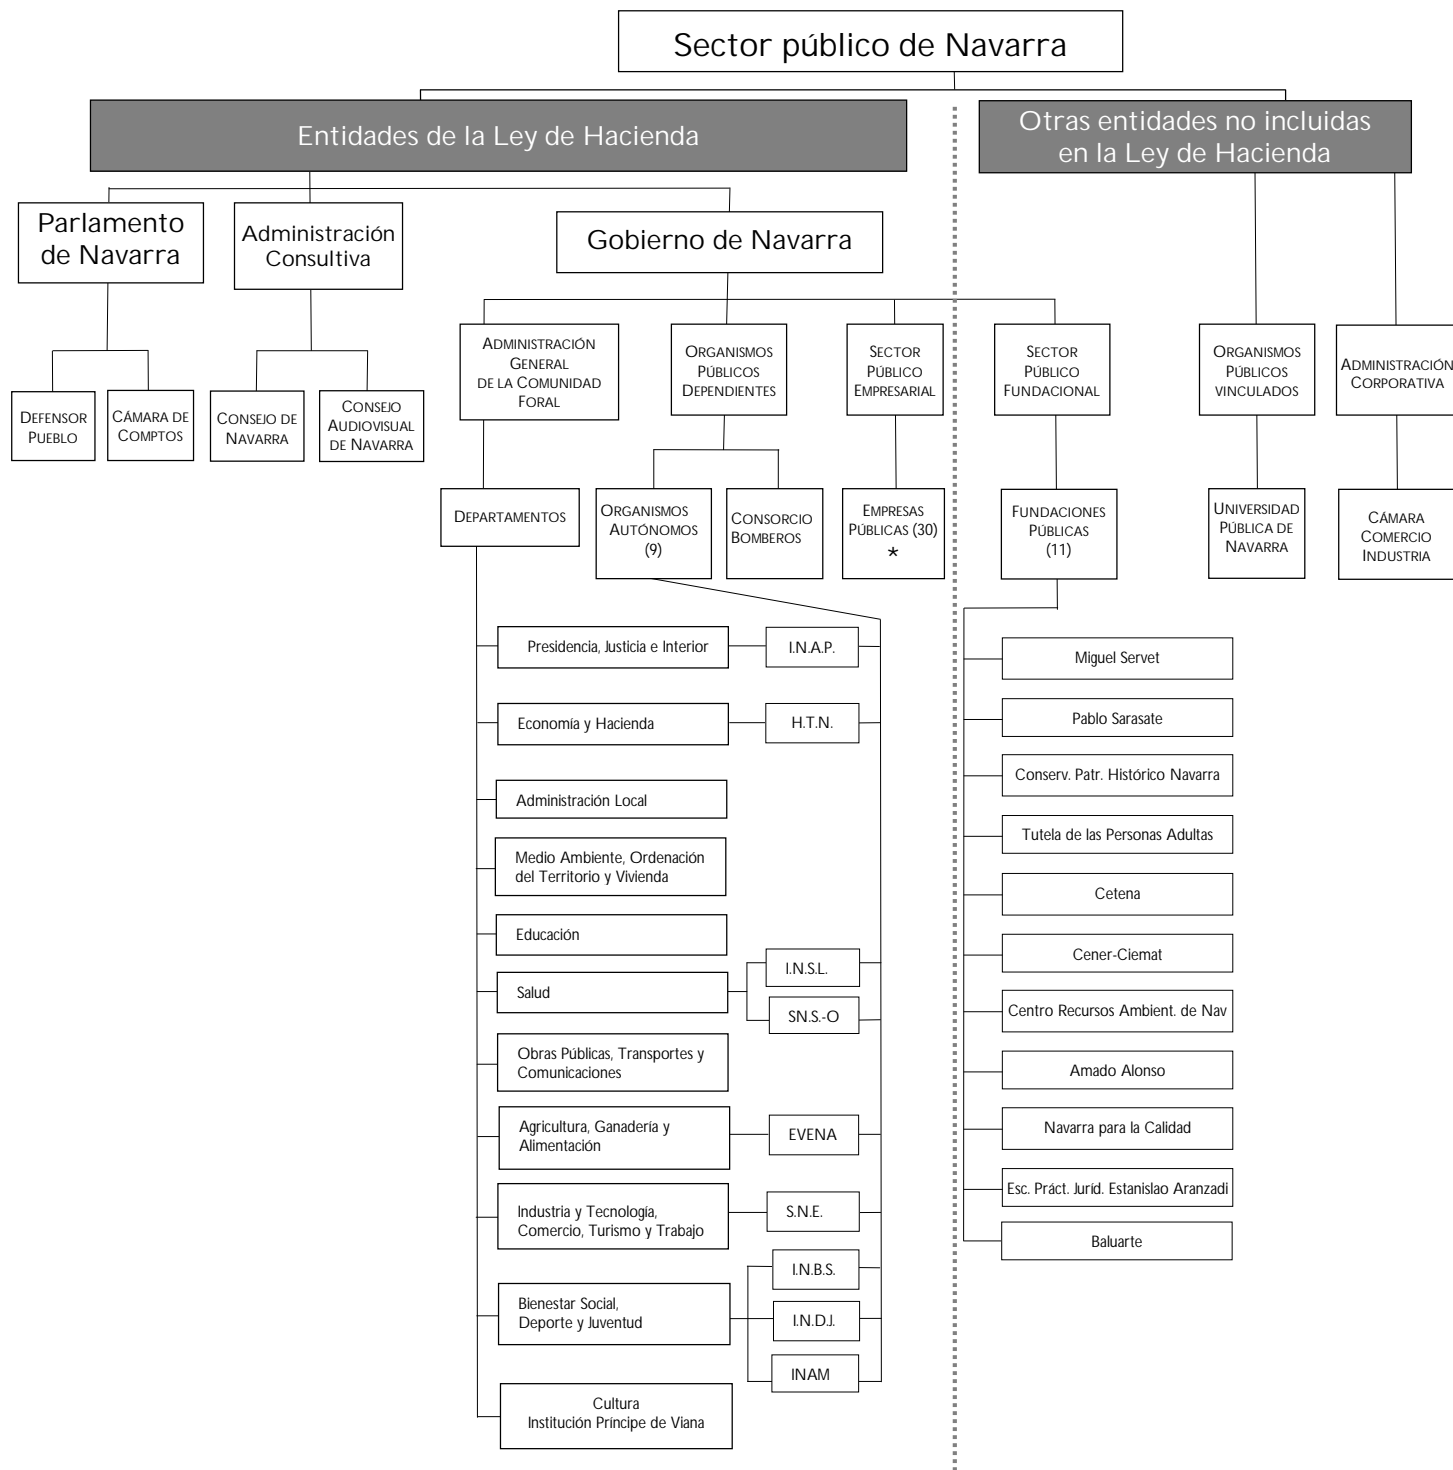 Sector público de Navarra
Entidades de la Ley de Hacienda
Otras entidades no incluidas
en la Ley de Hacienda
Parlamento
de Navarra
Administración
Consultiva
Gobierno de Navarra
DEFENSOR
PUEBLO
CÁMARA DE
COMPTOS
CONSEJO DE
NAVARRA
CONSEJO
AUDIOVISUAL
DE NAVARRA
ADMINISTRACIÓN
GENERAL
DE LA COMUNIDAD
FORAL
ORGANISMOS
PÚBLICOS
DEPENDIENTES
SECTOR
PÚBLICO
EMPRESARIAL
SECTOR
PÚBLICO
FUNDACIONAL
ORGANISMOS
PÚBLICOS
VINCULADOS
ADMINISTRACIÓN
CORPORATIVA
DEPARTAMENTOS
ORGANISMOS
AUTÓNOMOS
(9)
CONSORCIO
BOMBEROS
EMPRESAS
PÚBLICAS (30)
*
FUNDACIONES
PÚBLICAS
(11)
UNIVERSIDAD
PÚBLICA DE
NAVARRA
CÁMARA
COMERCIO
INDUSTRIA
Presidencia, Justicia e Interior
I.N.A.P.
Economía y Hacienda
H.T.N.
Administración Local
Medio Ambiente, Ordenación
del Territorio y Vivienda
Educación
Salud
I.N.S.L.
SN.S.-O
Obras Públicas, Transportes y
Comunicaciones
Agricultura, Ganadería y
Alimentación
EVENA
Industria y Tecnología,
Comercio, Turismo y Trabajo
S.N.E.
Bienestar Social,
Deporte y Juventud
I.N.B.S.
I.N.D.J.
INAM
Cultura
Institución Príncipe de Viana
Miguel Servet
Pablo Sarasate
Conserv. Patr. Histórico Navarra
Tutela de las Personas Adultas
Cetena
Cener-Ciemat
Centro Recursos Ambient. de Nav
Amado Alonso
Navarra para la Calidad
Esc. Práct. Juríd. Estanislao Aranzadi
Baluarte